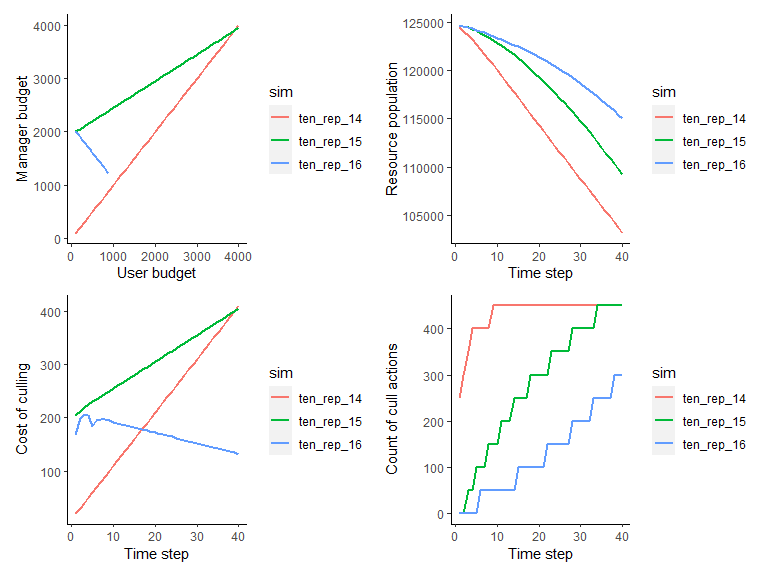 Manager budget
4000
3000
2000
1000
0
0 1000 2000 3000 4000
User budget
sim
ten_rep_14
ten_rep_15
ten_rep_16
Resource population
125000
120000
115000
110000
105000
0 10 20 30 40
Time step
sim
ten_rep_14
ten_rep_15
ten_rep_16
Cost of culling
400
300
200
100
0 10 20 30 40
Time step
sim
ten_rep_14
ten_rep_15
ten_rep_16
Count of cull actions
400
300
200
100
0
0 10 20 30 40
Time step
sim
ten_rep_14
ten_rep_15
ten_rep_16